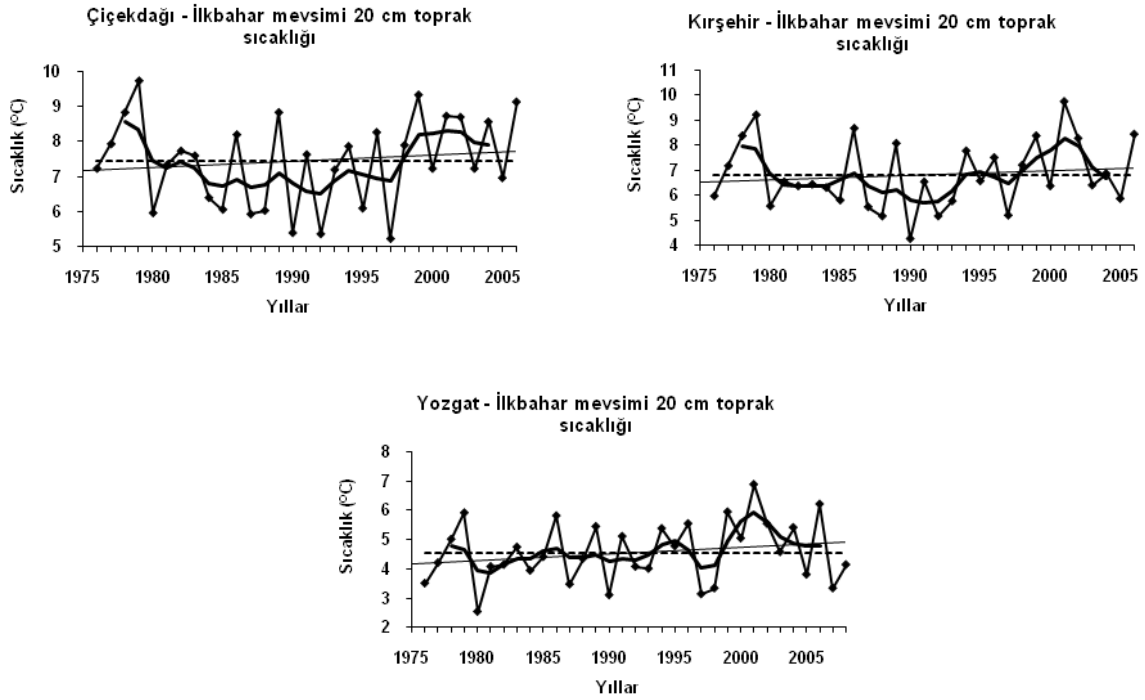 Çiçekdağı - İlkbahar mevsimi 20 cm toprak
sıcaklığı
Sıcaklık (°C)
10
9
8
7
6
5
1975 1980 1985 1990 1995 2000 2005
Yıllar
Kırşehir - İlkbahar mevsimi 20 cm toprak
sıcaklığı
Sıcaklık (°C)
11
10
9
8
7
6
5
4
1975 1980 1985 1990 1995 2000 2005
Yıllar
Yozgat - İlkbahar mevsimi 20 cm toprak
sıcaklığı
Sıcaklık (°C)
8
7
6
5
4
3
2
1975 1980 1985 1990 1995 2000 2005
Yıllar